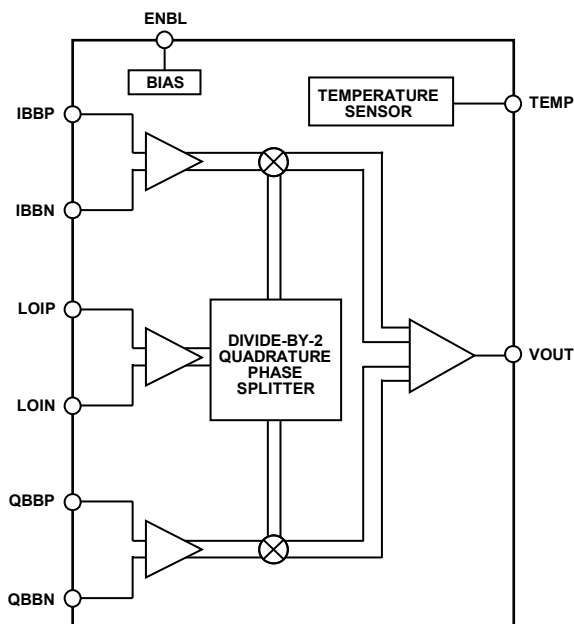 ENBL
BIAS
TEMPERATURE
SENSOR
TEMP
IBBP
IBBN
LOIP
DIVIDE-BY-2
QUADRATURE
PHASE
SPLITTER
VOUT
LOIN
QBBP
QBBN